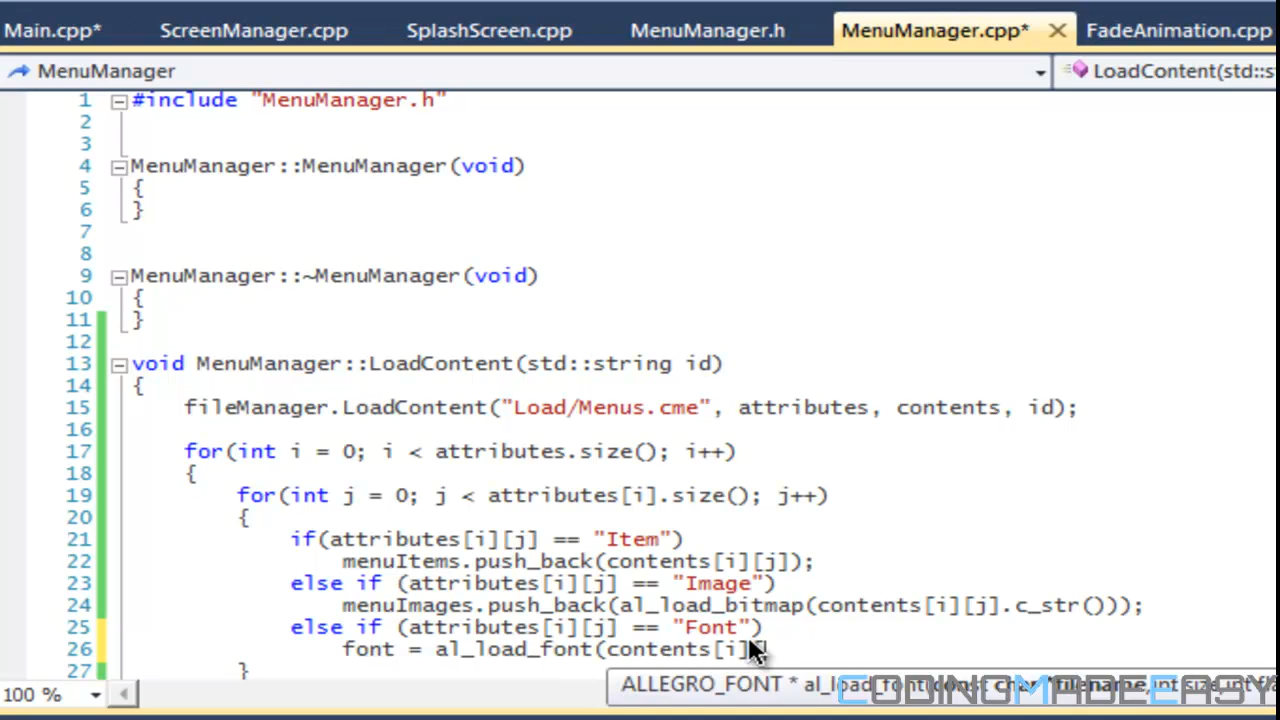 Main.cpp* ScreenManager.cpp SplashScreen.cpp MenuManager.h MenuManager.cpp* FadeAnimation.cpp
MenuManager LoadContent(std::s
1 #include "MenuManager.h"
2
3
4 MenuManager::MenuManager(void)
5 {
6 }
7
8
9 MenuManager::~MenuManager(void)
10 {
11 }
12
13 void MenuManager::LoadContent(std::string id)
14 {
15 fileManager.LoadContent("Load/Menus.cme", attributes, contents, id);
16
17 for(int i = 0; i < attributes.size(); i++)
18 {
19 for(int j = 0; j < attributes[i].size(); j++)
20 {
21 if(attributes[i][j] == "Item")
22 menuItems.push_back(contents[i][j]);
23 else if (attributes[i][j] == "Image")
24 menuImages.push_back(al_load_bitmap(contents[i][j].c_str()));
25 else if (attributes[i][j] == "Font")
26 font = al_load_font(contents[i][
27 }
ALLEGRO_FONT * al_load_font(const char *filename,int size,int fla
CODINGMADEEASY
100 %